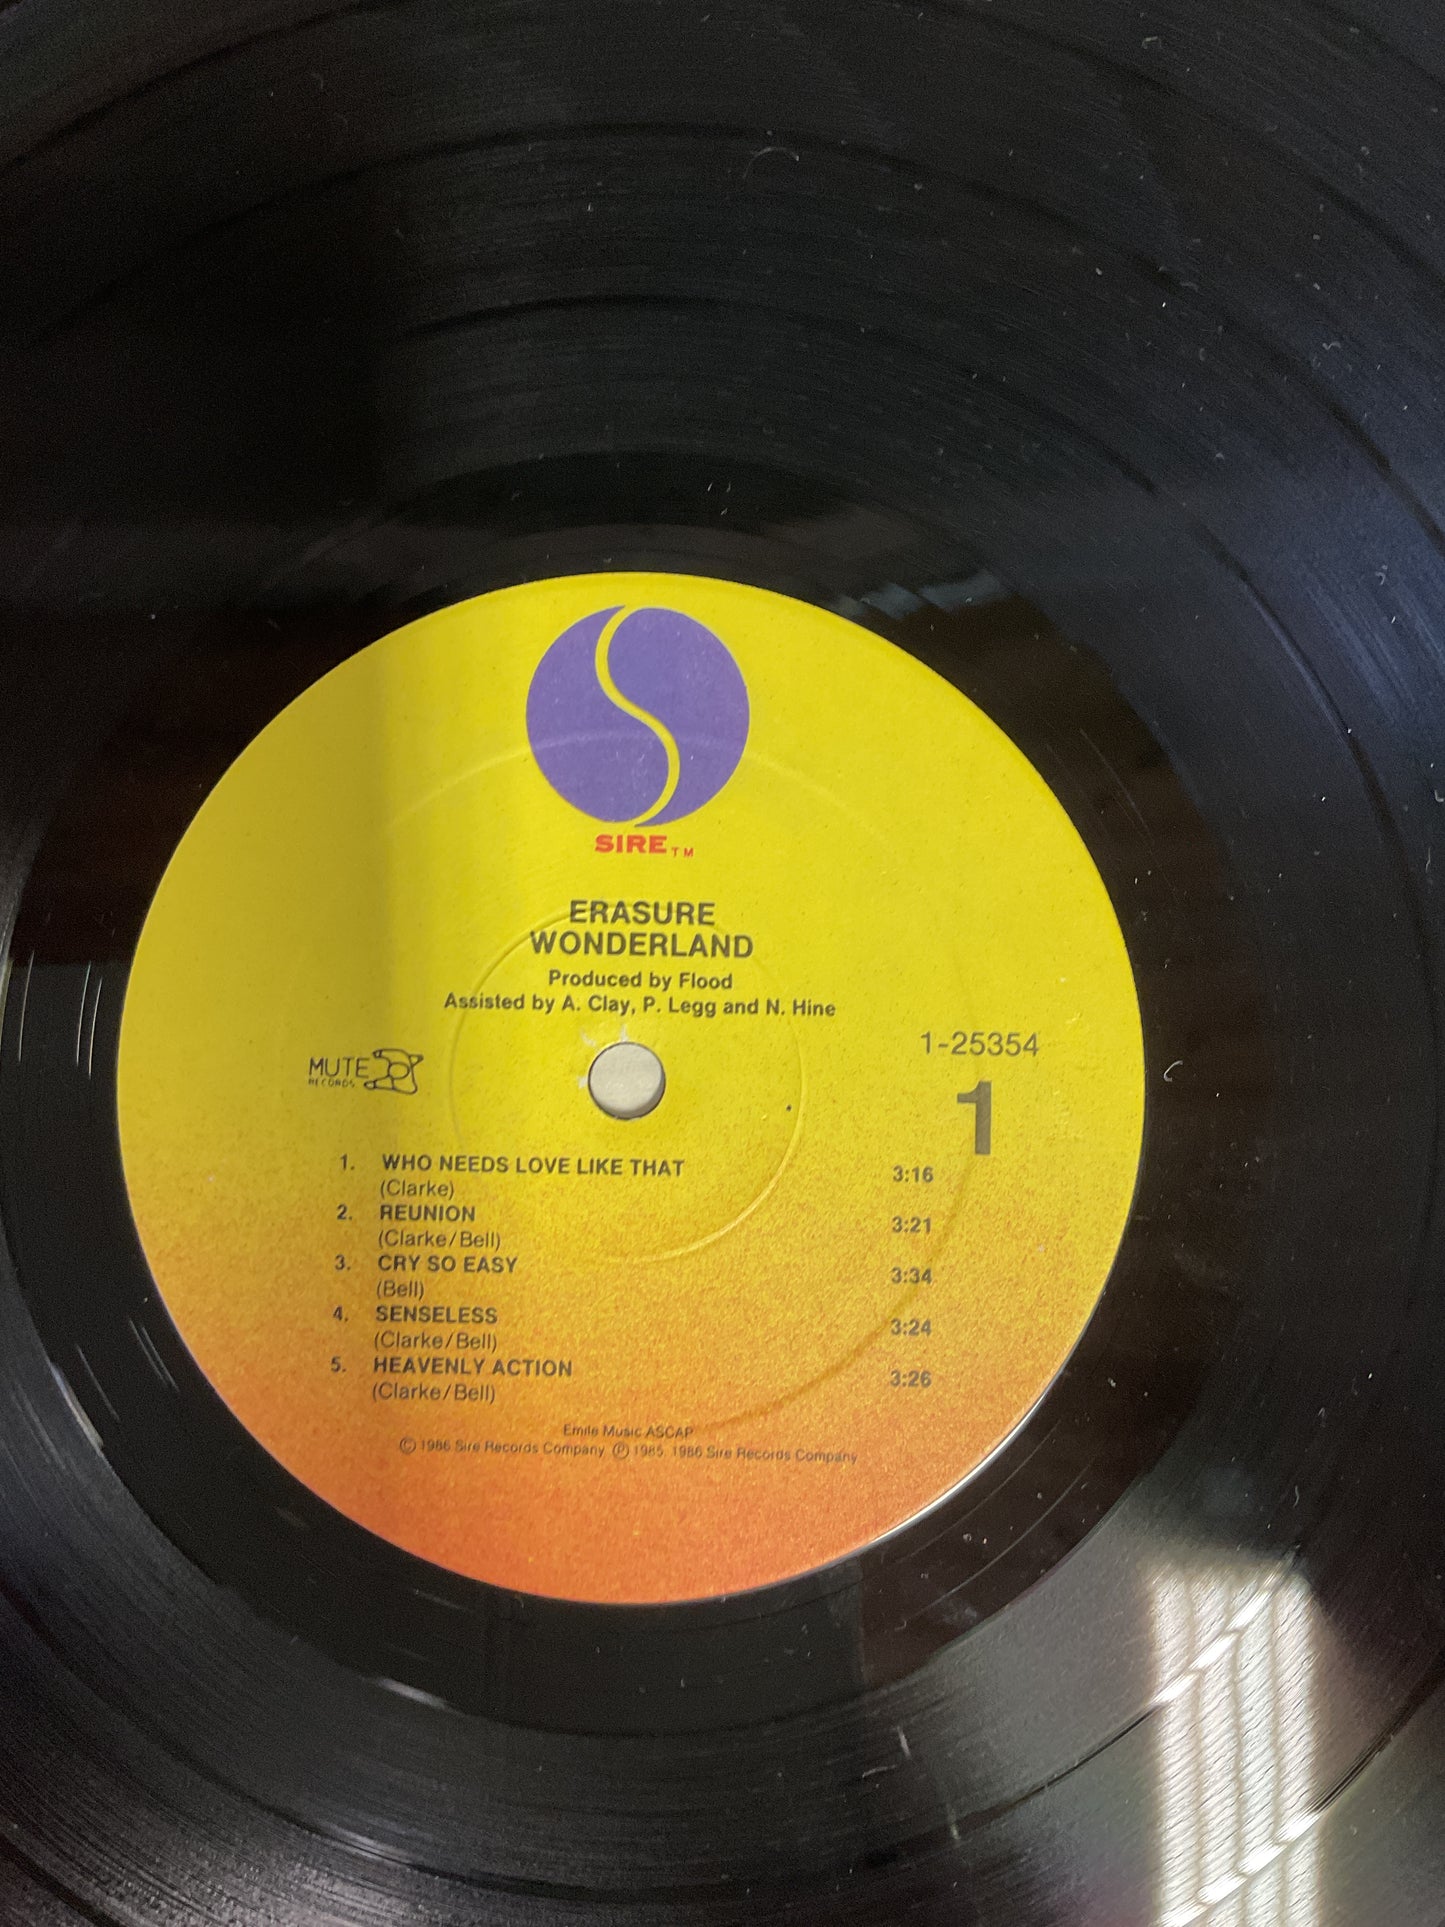 SIRE TM
ERASURE
WONDERLAND
Produced by Flood
Assisted by A. Clay, P. Legg and N. Hine
1-25354
MUTE
RECORDS
1
1. WHO NEEDS LOVE LIKE THAT 3:16
(Clarke)
2. REUNION 3:21
(Clarke/Bell)
3. CRY SO EASY 3:34
(Bell)
4. SENSELESS 3:24
(Clarke/Bell)
5. HEAVENLY ACTION 3:26
(Clarke/Bell)
Emile Music ASCAP
© 1986 Sire Records Company ℗ 1985, 1986 Sire Records Company